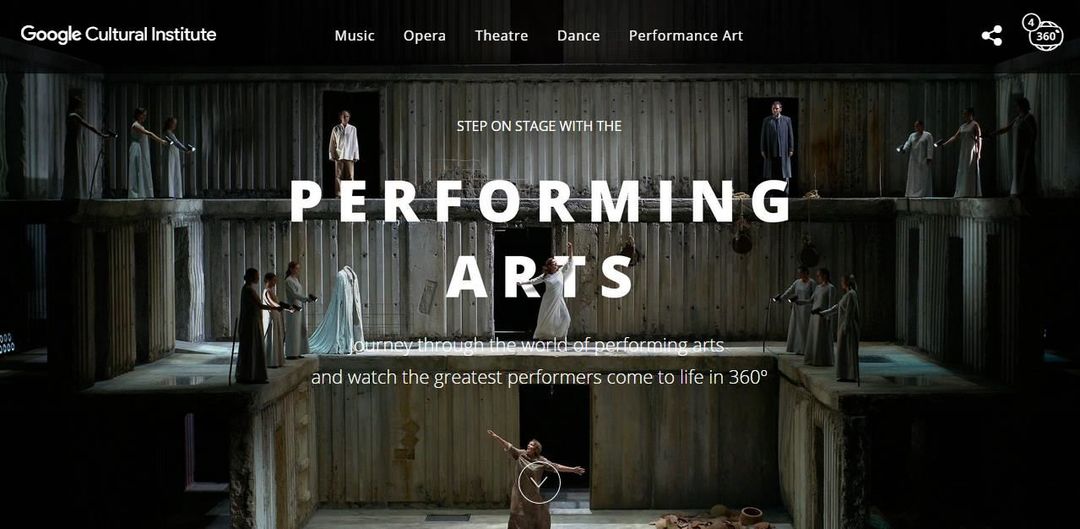 Google Cultural Institute
Music Opera Theatre Dance Performance Art
4
360°
STEP ON STAGE WITH THE
PERFORMING
ARTS
Journey through the world of performing arts
and watch the greatest performers come to life in 360°